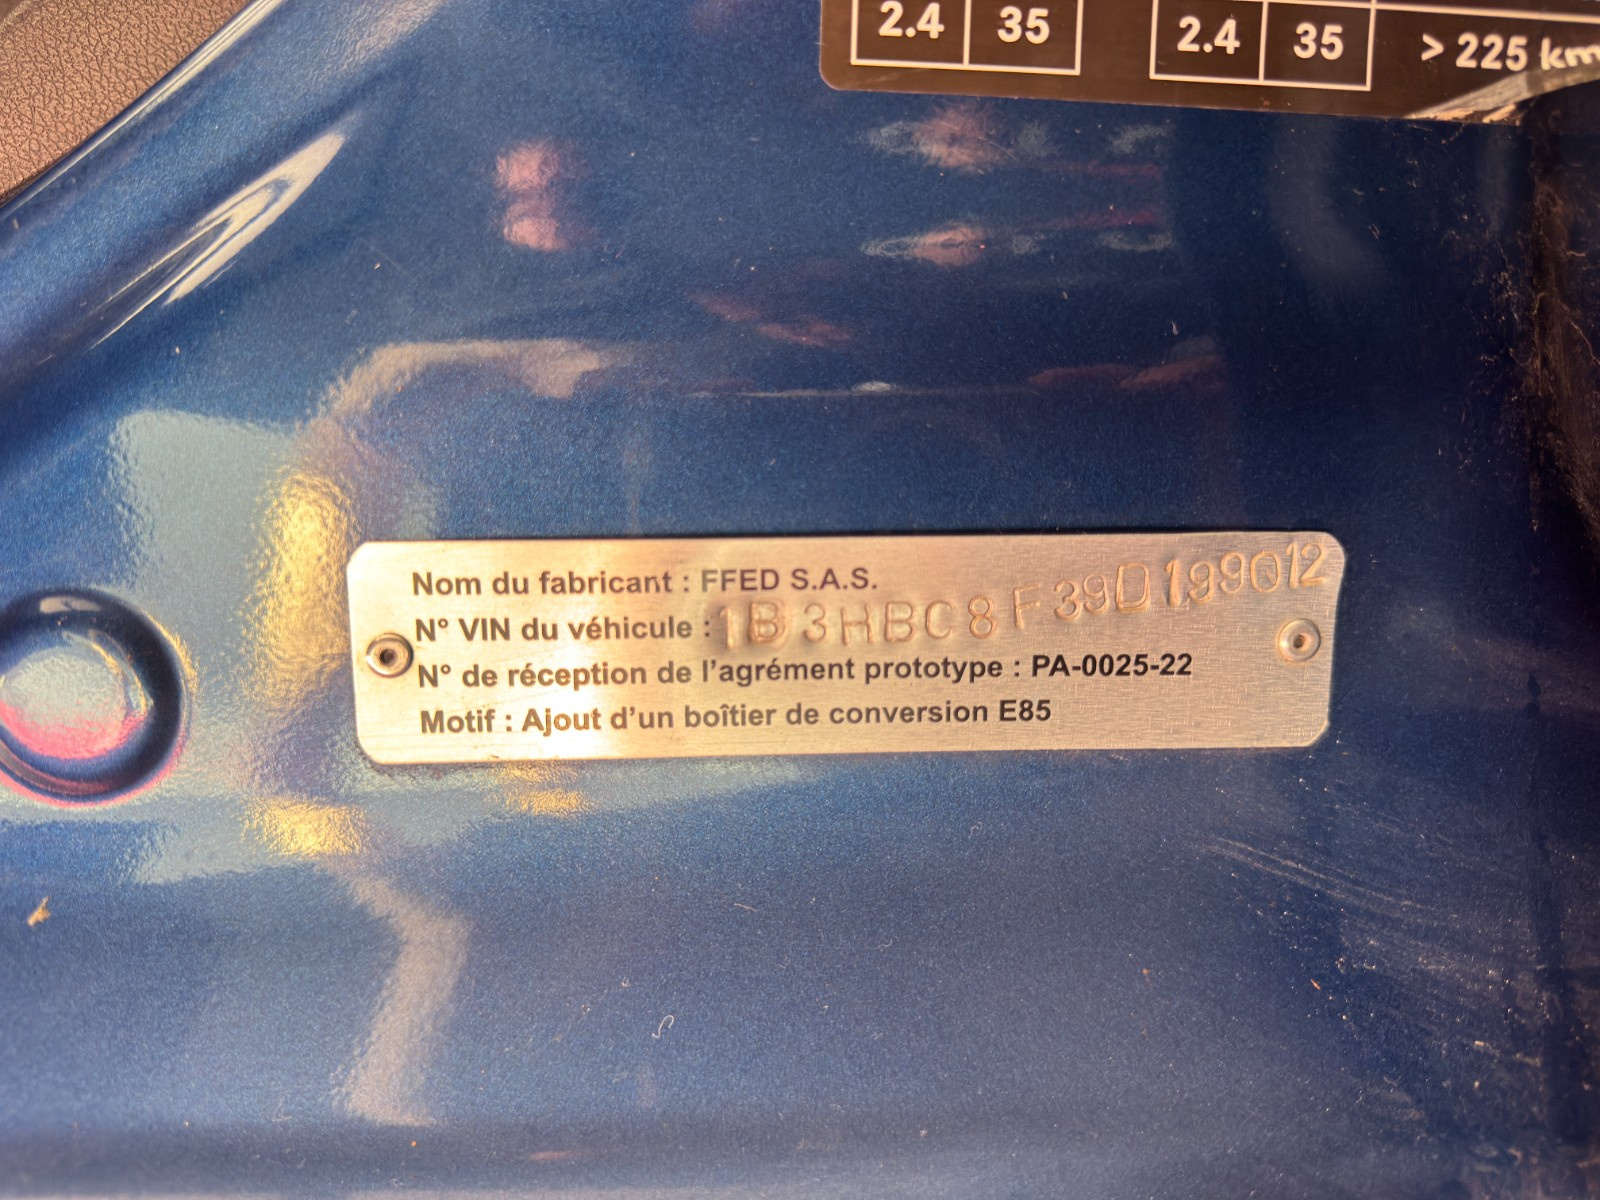 2.4 35 2.4 35 > 225 km
Nom du fabricant : FFED S.A.S.
N° VIN du véhicule : 1B3HBC8F39D199012
N° de réception de l’agrément prototype : PA-0025-22
Motif : Ajout d’un boîtier de conversion E85